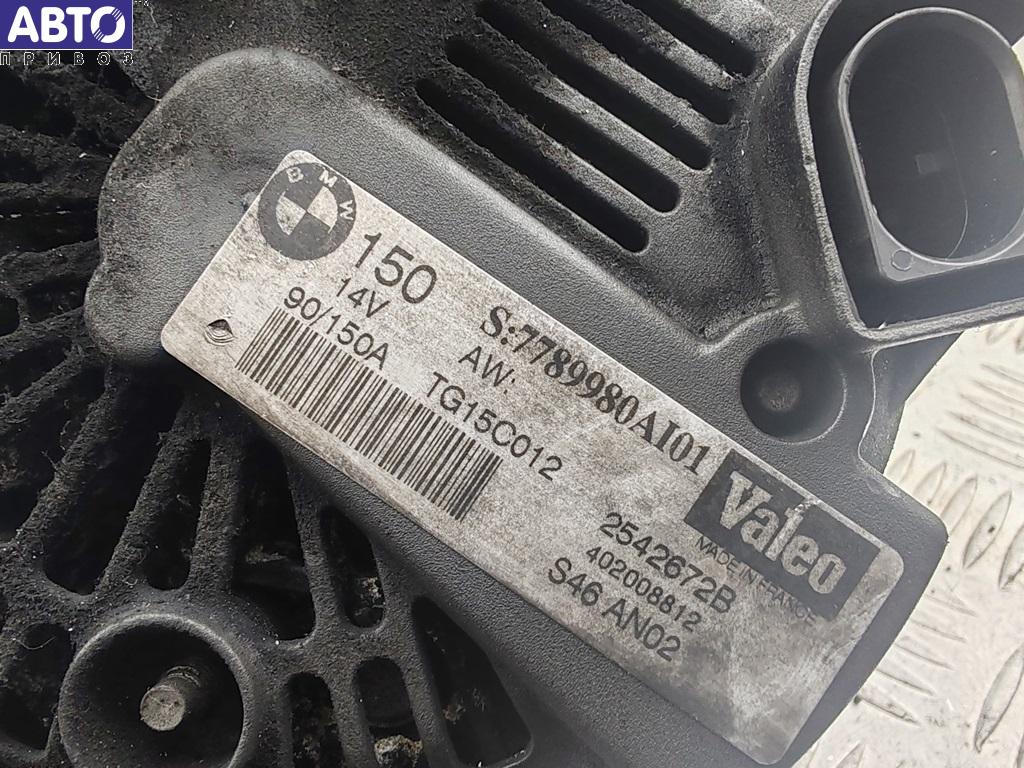 АВТО
ПРИВОЗ
BMW
150
14V
90/150A
S:7789980AI01
AW:
TG15C012
Valeo
MADE IN FRANCE
2542672B
402008812
S46 AN02